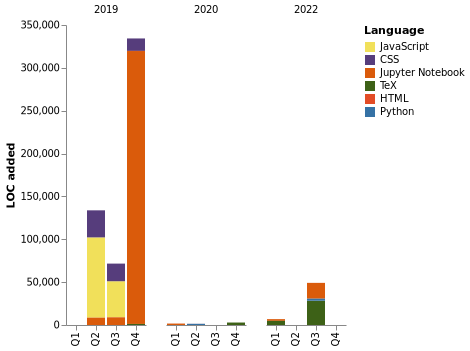 2019 2020 2022
Language
JavaScript
CSS
Jupyter Notebook
TeX
HTML
Python
LOC added
350,000
300,000
250,000
200,000
150,000
100,000
50,000
0
Q1 Q2 Q3 Q4 Q1 Q2 Q3 Q4 Q1 Q2 Q3 Q4